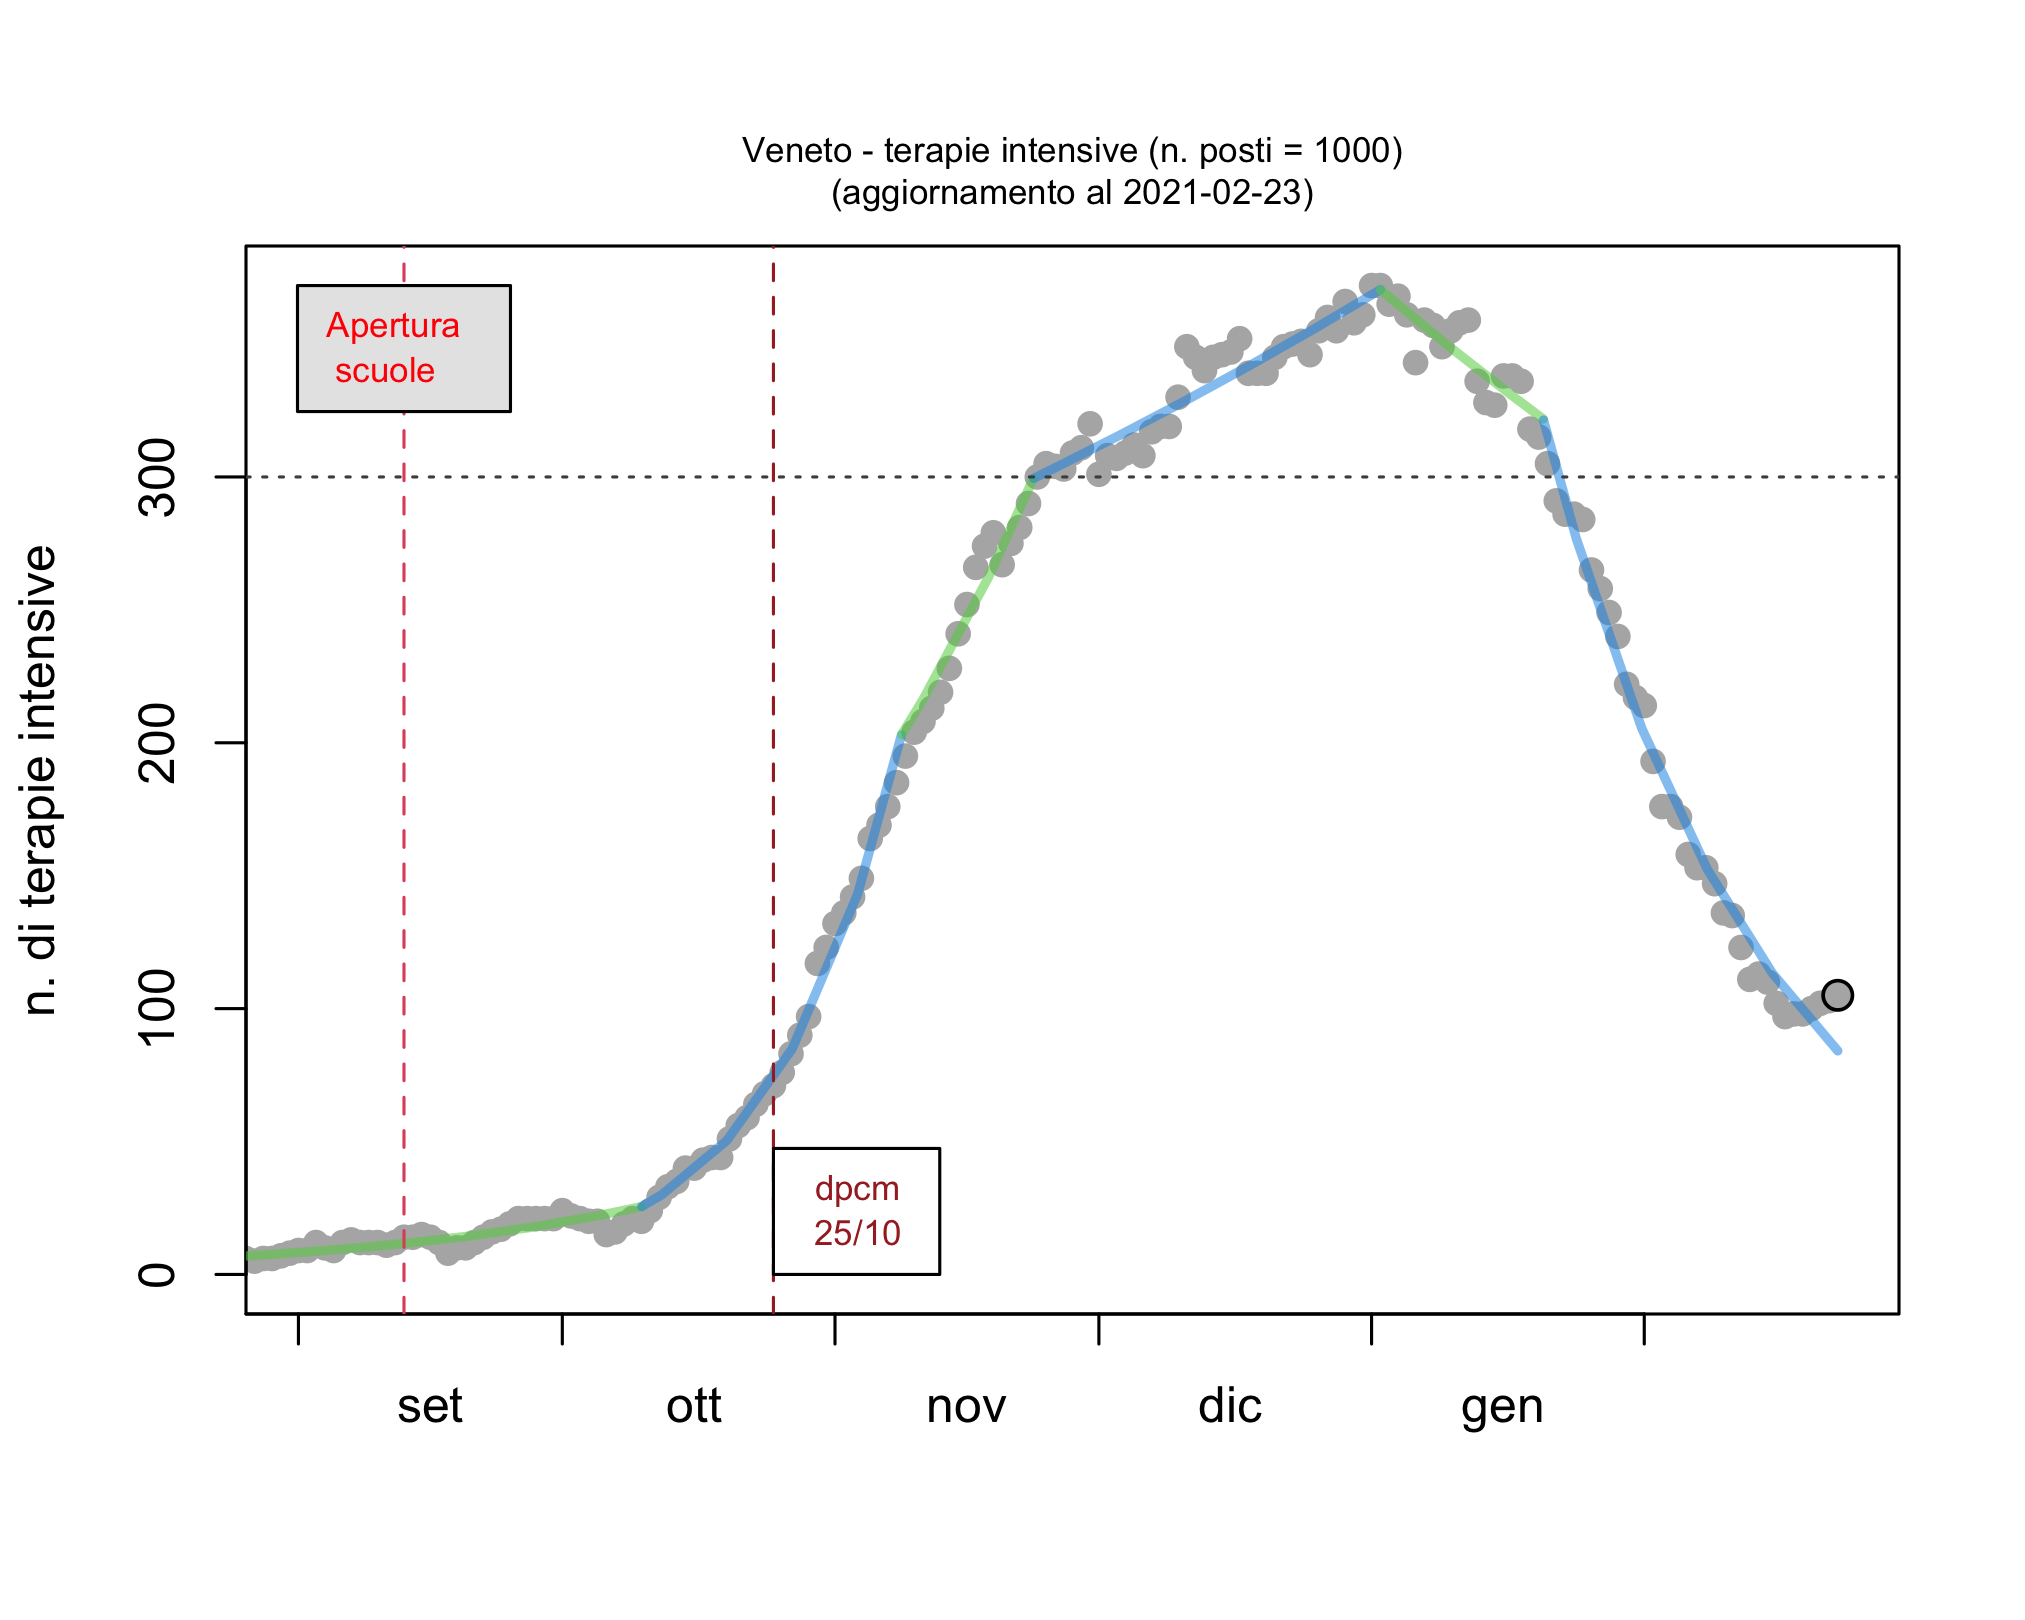 Veneto - terapie intensive (n. posti = 1000)
(aggiornamento al 2021-02-23)
Apertura
scuole
n. di terapie intensive
300
200
100
0
dpcm
25/10
set
ott
nov
dic
gen